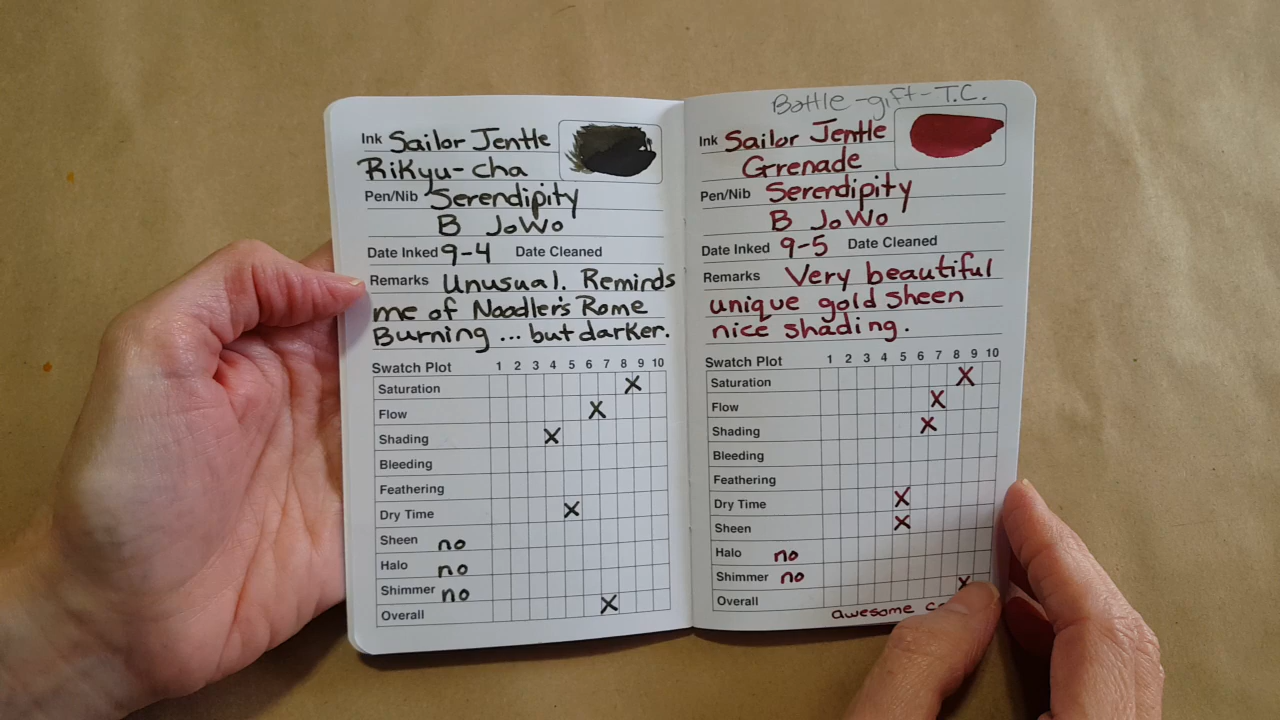 Ink Sailor Jentle
Rikyu-cha
Pen/Nib Serendipity
B JoWo
Date Inked 9-4 Date Cleaned
Remarks Unusual. Reminds
me of Noodler's Rome
Burning ... but darker.
Swatch Plot 1 2 3 4 5 6 7 8 9 10
Saturation X
Flow X
Shading X
Bleeding
Feathering
Dry Time X
Sheen no
Halo no
Shimmer no
Overall X
Bottle-gift-T.C.
Ink Sailor Jentle
Grenade
Pen/Nib Serendipity
B JoWo
Date Inked 9-5 Date Cleaned
Remarks Very beautiful
unique gold sheen
nice shading.
Swatch Plot 1 2 3 4 5 6 7 8 9 10
Saturation X
Flow X
Shading X
Bleeding
Feathering
Dry Time X
Sheen X
Halo no
Shimmer no
Overall X
awesome